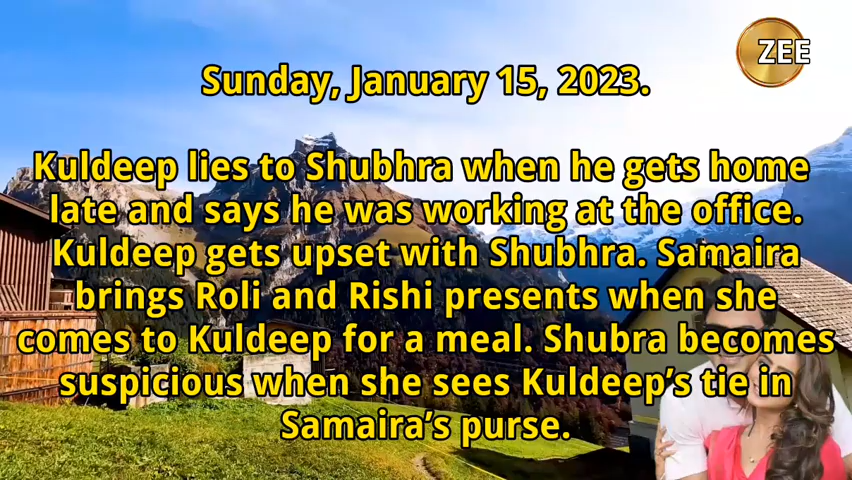 ZEE
Sunday, January 15, 2023.
Kuldeep lies to Shubhra when he gets home
late and says he was working at the office.
Kuldeep gets upset with Shubhra. Samaira
brings Roli and Rishi presents when she
comes to Kuldeep for a meal. Shubra becomes
suspicious when she sees Kuldeep’s tie in
Samaira’s purse.